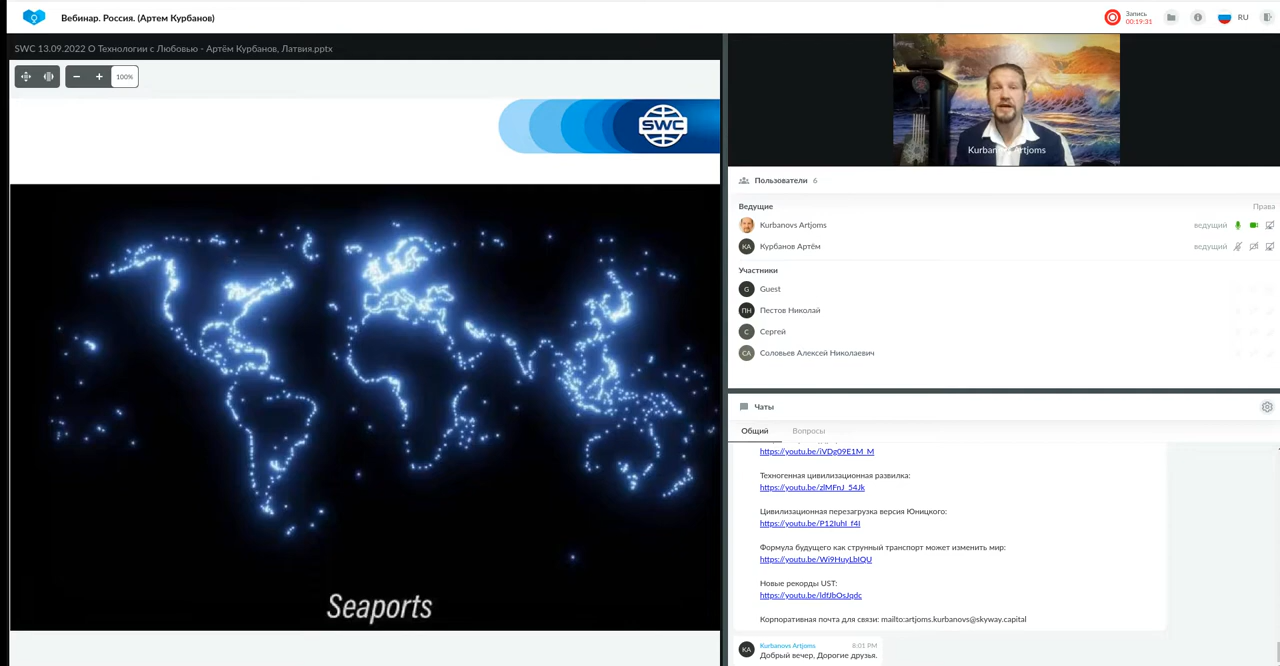 Вебинар. Россия. (Артем Курбанов)
Запись
00:19:31
RU
SWC 13.09.2022 О Технологии с Любовью - Артём Курбанов, Латвия.pptx
100%
SWC
Seaports
Kurbanovs Artjoms
Пользователи 6
Ведущие Права
Kurbanovs Artjoms ведущий
КА Курбанов Артём ведущий
Участники
G Guest
ПН Пестов Николай
С Сергей
СА Соловьев Алексей Николаевич
Чаты
Общий Вопросы
https://youtu.be/iVDg09E1M_M
Техногенная цивилизационная развилка:
https://youtu.be/zlMFnJ_54Jk
Цивилизационная перезагрузка версия Юницкого:
https://youtu.be/P12IuhI_f4I
Формула будущего как струнный транспорт может изменить мир:
https://youtu.be/Wi9HuyLbIQU
Новые рекорды UST:
https://youtu.be/ldfJbOsJqdc
Корпоративная почта для связи: mailto:artjoms.kurbanovs@skyway.capital
KA Kurbanovs Artjoms 8:01 PM
Добрый вечер, Дорогие друзья.